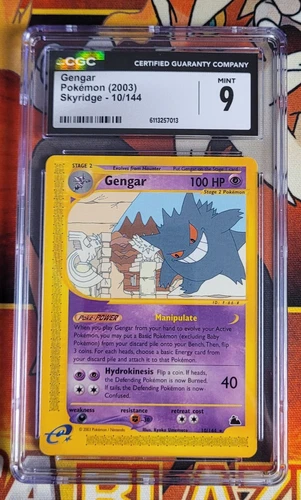 CGC
CERTIFIED GUARANTY COMPANY
Gengar
Pokémon (2003)
Skyridge - 10/144
MINT
9
6113257013
STAGE 2
Evolves from Haunter
Gengar 100 HP
Stage 2 Pokémon
Poké-POWER Manipulate
When you play Gengar from your hand to evolve your Active
Pokémon, you may put a Basic Pokémon (excluding Baby
Pokémon) from your discard pile onto your Bench. Then, flip
3 coins. For each heads, choose a basic Energy card from your
discard pile and attach it to that Pokémon.
Hydrokinesis Flip a coin. If heads,
the Defending Pokémon is now Burned.
If tails, the Defending Pokémon is now
Confused.
40
weakness resistance retreat cost
-30
e
Illus. Kyoko Umemoto
10/144
BLAZ